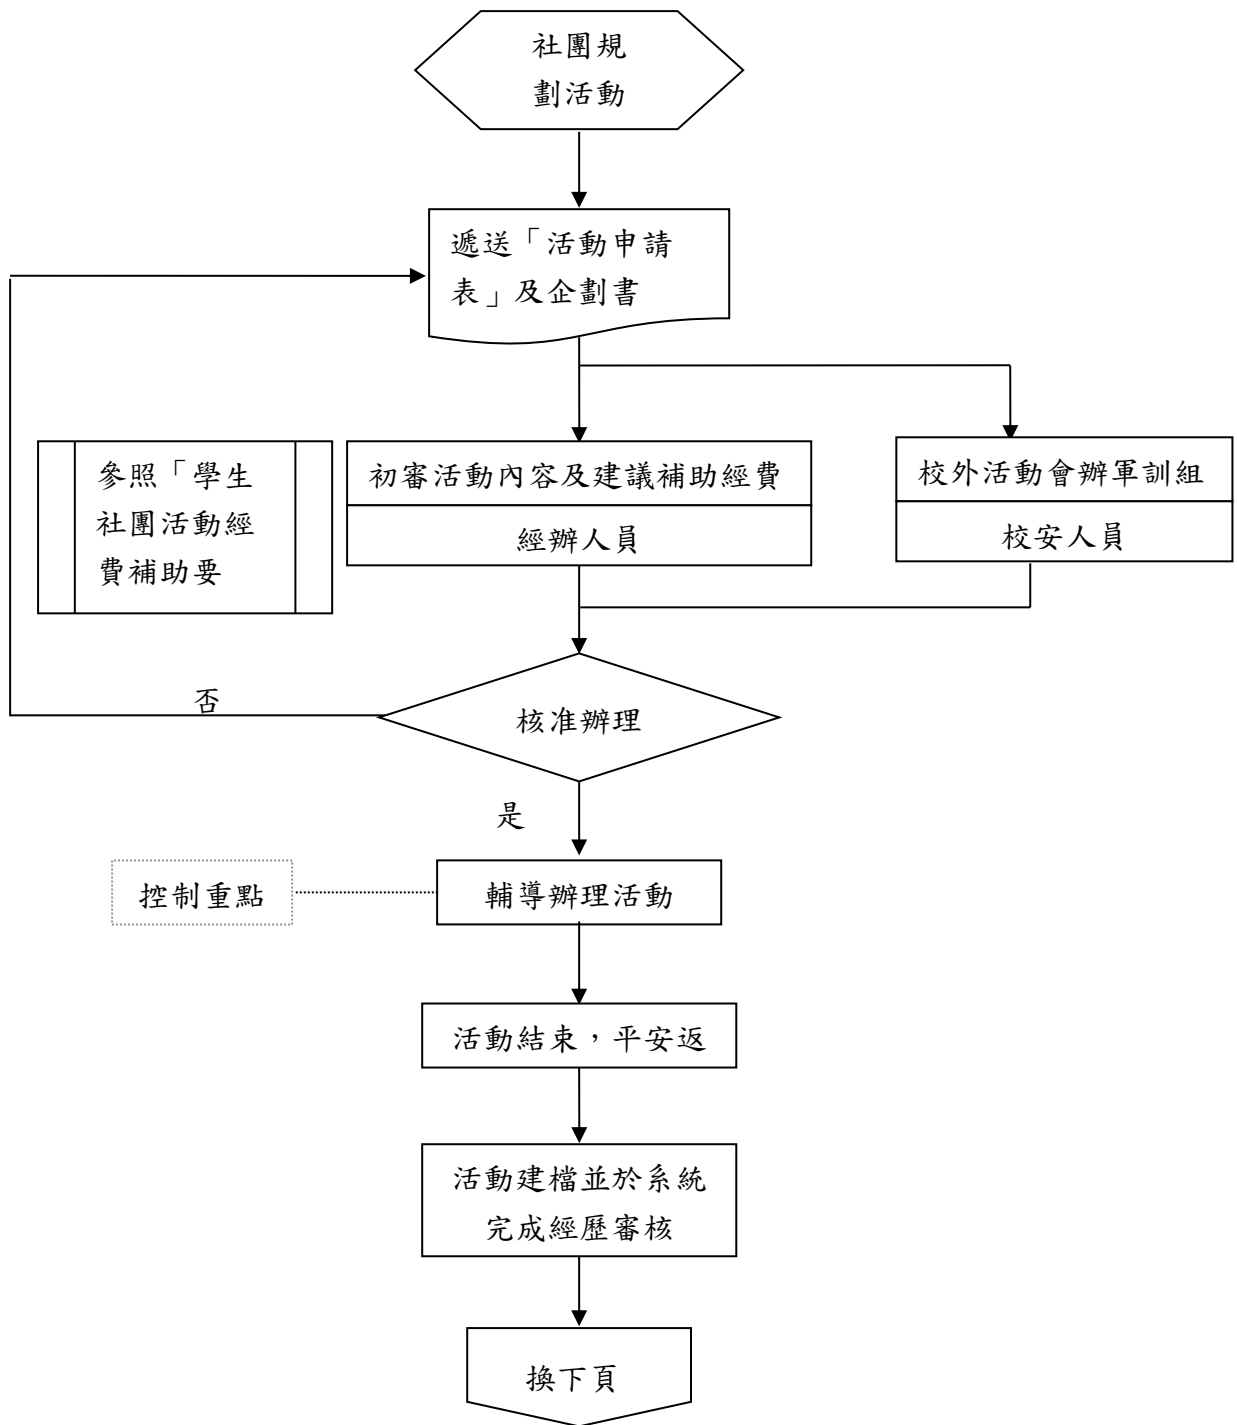 社團規
劃活動
遞送「活動申請
表」及企劃書
參照「學生
社團活動經
費補助要
初審活動內容及建議補助經費
經辦人員
校外活動會辦軍訓組
校安人員
否
核准辦理
是
控制重點
輔導辦理活動
活動結束，平安返
活動建檔並於系統
完成經歷審核
換下頁